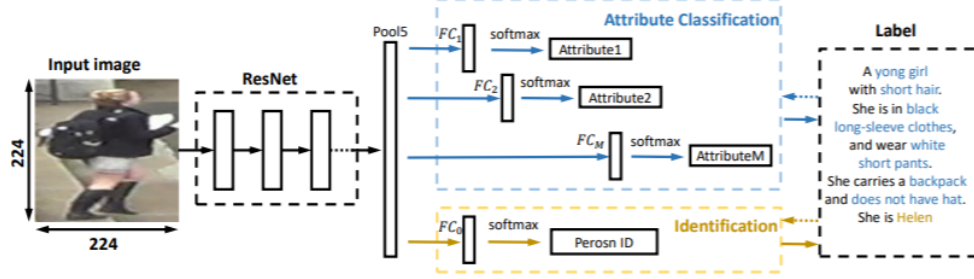 Attribute Classification
Pool5
FC1
softmax
Attribute1
FC2
softmax
Attribute2
FCM
softmax
AttributeM
Input image
224
224
ResNet
FC0
softmax
Perosn ID
Identification
Label
A yong girl
with short hair.
She is in black
long-sleeve clothes,
and wear white
short pants.
She carries a backpack
and does not have hat.
She is Helen